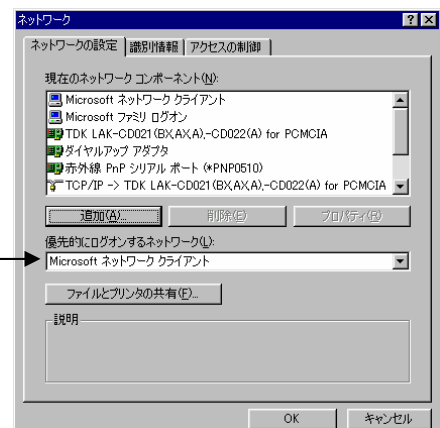 ネットワーク
ネットワークの設定 識別情報 アクセスの制御
現在のネットワーク コンポーネント(N):
Microsoft ネットワーク クライアント
Microsoft ファミリ ログオン
TDK LAK-CD021(BX,AX,A),-CD022(A) for PCMCIA
ダイヤルアップ アダプタ
赤外線 PnP シリアル ポート (*PNP0510)
TCP/IP -> TDK LAK-CD021(BX,AX,A),-CD022(A) for PCMCIA
追加(A)... 削除(E) プロパティ(R)
優先的にログオンするネットワーク(L):
Microsoft ネットワーク クライアント
ファイルとプリンタの共有(F)...
説明
OK キャンセル